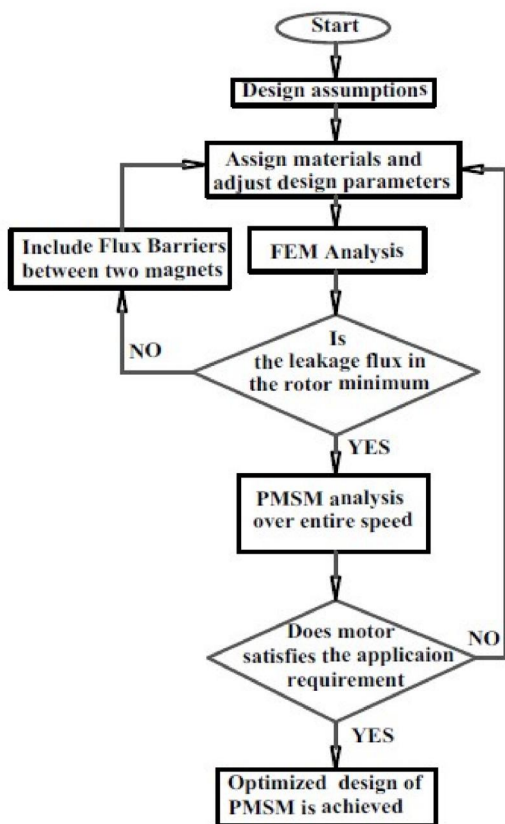 Start
Design assumptions
Assign materials and
adjust design parameters
Include Flux Barriers
between two magnets
FEM Analysis
NO
Is
the leakage flux in
the rotor minimum
YES
PMSM analysis
over entire speed
Does motor
satisfies the applicaion
requirement
NO
YES
Optimized design of
PMSM is achieved